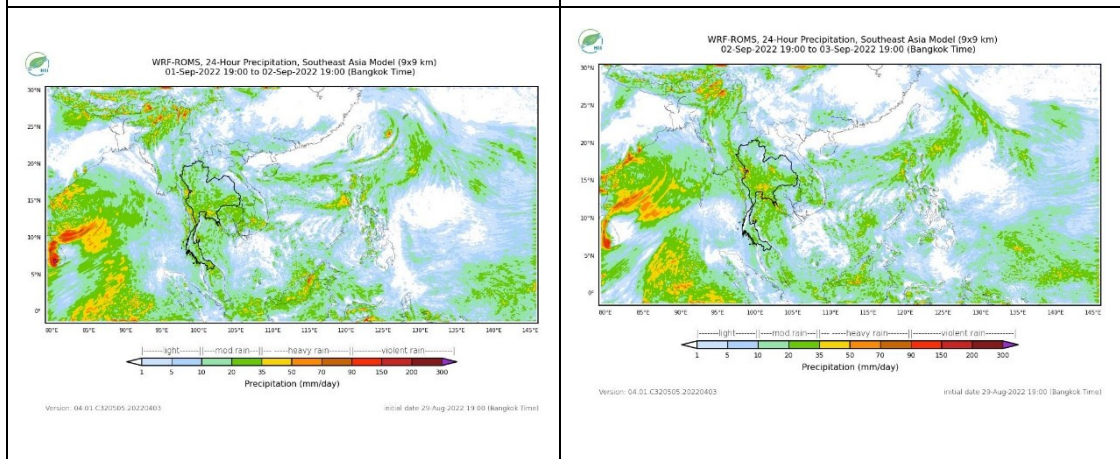 WRF-ROMS, 24-Hour Precipitation, Southeast Asia Model (9x9 km)
01-Sep-2022 19:00 to 02-Sep-2022 19:00 (Bangkok Time)
30°N
25°N
20°N
15°N
10°N
5°N
0°
80°E 85°E 90°E 95°E 100°E 105°E 110°E 115°E 120°E 125°E 130°E 135°E 140°E 145°E
|-------light-------||----mod.rain---||--- -----heavy rain-------||----------violent rain----------|
1 5 10 20 35 50 70 90 150 200 300
Precipitation (mm/day)
Version: 04.01.C320505.20220403 initial date 29-Aug-2022 19:00 (Bangkok Time)
WRF-ROMS, 24-Hour Precipitation, Southeast Asia Model (9x9 km)
02-Sep-2022 19:00 to 03-Sep-2022 19:00 (Bangkok Time)
30°N
25°N
20°N
15°N
10°N
5°N
0°
80°E 85°E 90°E 95°E 100°E 105°E 110°E 115°E 120°E 125°E 130°E 135°E 140°E 145°E
|-------light-------||----mod.rain---||--- -----heavy rain-------||----------violent rain----------|
1 5 10 20 35 50 70 90 150 200 300
Precipitation (mm/day)
Version: 04.01.C320505.20220403 initial date 29-Aug-2022 19:00 (Bangkok Time)